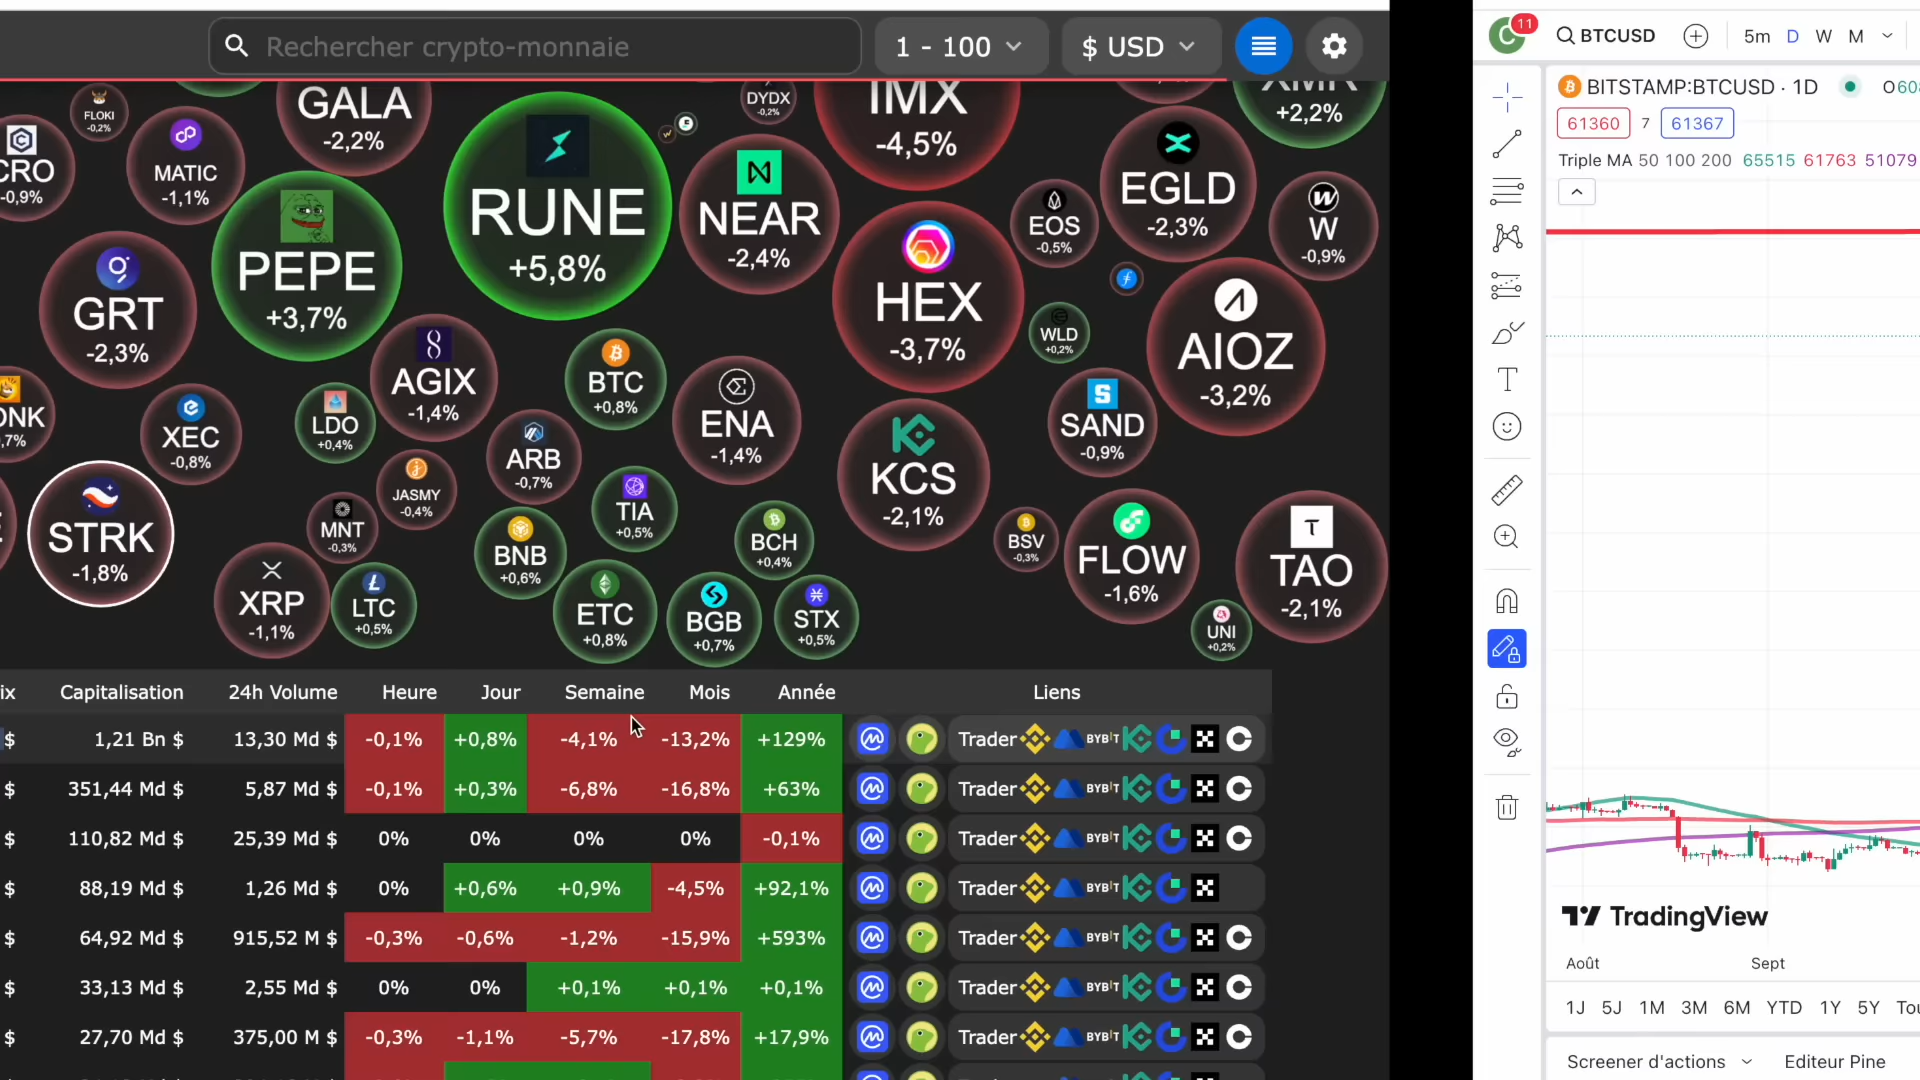 Rechercher crypto-monnaie
1 - 100
$ USD
FLOKI
-0,2%
GALA
-2,2%
DYDX
-0,2%
IMX
-4,5%
XMR
+2,2%
CRO
-0,9%
MATIC
-1,1%
RUNE
+5,8%
NEAR
-2,4%
EGLD
-2,3%
EOS
-0,5%
W
-0,9%
PEPE
+3,7%
GRT
-2,3%
HEX
-3,7%
WLD
+0,2%
AIOZ
-3,2%
AGIX
-1,4%
BTC
+0,8%
ENA
-1,4%
SAND
-0,9%
ONK
,7%
XEC
-0,8%
LDO
+0,4%
ARB
-0,7%
KCS
-2,1%
JASMY
-0,4%
TIA
+0,5%
STRK
-1,8%
MNT
-0,3%
BNB
+0,6%
BCH
+0,4%
BSV
-0,3%
FLOW
-1,6%
TAO
-2,1%
XRP
-1,1%
LTC
+0,5%
ETC
+0,8%
BGB
+0,7%
STX
+0,5%
UNI
+0,2%
ix Capitalisation 24h Volume Heure Jour Semaine Mois Année Liens
$ 1,21 Bn $ 13,30 Md $ -0,1% +0,8% -4,1% -13,2% +129% Trader BYBIT
$ 351,44 Md $ 5,87 Md $ -0,1% +0,3% -6,8% -16,8% +63% Trader BYBIT
$ 110,82 Md $ 25,39 Md $ 0% 0% 0% 0% -0,1% Trader BYBIT
$ 88,19 Md $ 1,26 Md $ 0% +0,6% +0,9% -4,5% +92,1% Trader BYBIT
$ 64,92 Md $ 915,52 M $ -0,3% -0,6% -1,2% -15,9% +593% Trader BYBIT
$ 33,13 Md $ 2,55 Md $ 0% 0% +0,1% +0,1% +0,1% Trader BYBIT
$ 27,70 Md $ 375,00 M $ -0,3% -1,1% -5,7% -17,8% +17,9% Trader BYBIT
C 11 BTCUSD 5m D W M
BITSTAMP:BTCUSD · 1D O608
61360 7 61367
Triple MA 50 100 200 65515 61763 51079
TradingView
Août Sept
1J 5J 1M 3M 6M YTD 1Y 5Y Tou
Screener d'actions Editeur Pine